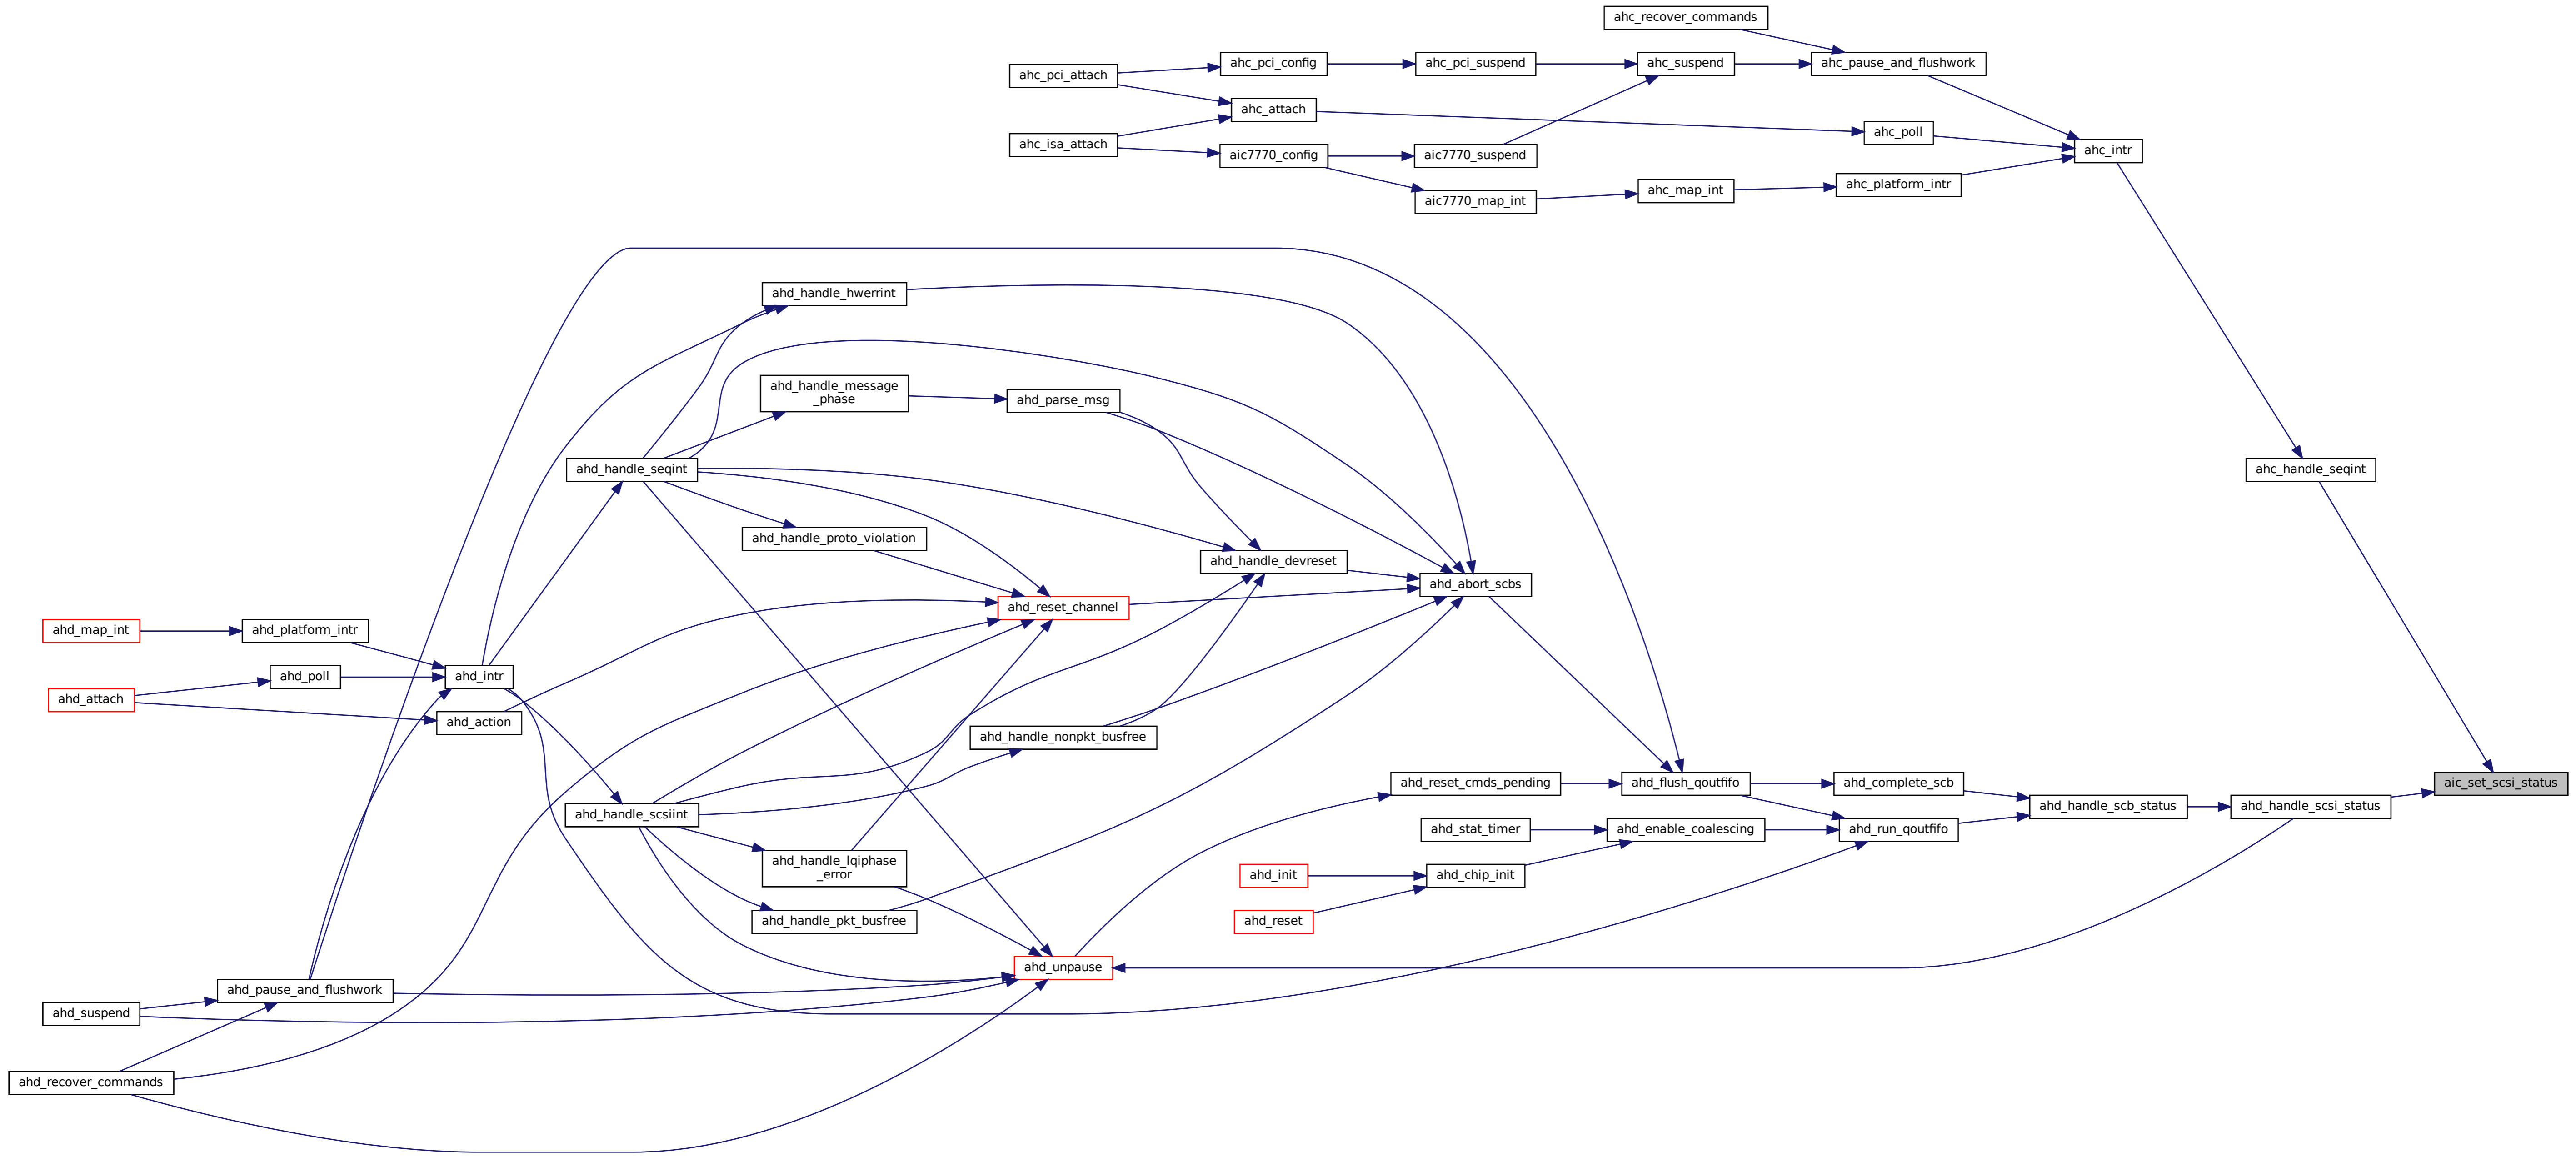 ahc_recover_commands
ahc_pci_config
ahc_pci_suspend
ahc_suspend
ahc_pause_and_flushwork
ahc_pci_attach
ahc_attach
ahc_poll
ahc_isa_attach
aic7770_config
aic7770_suspend
ahc_intr
aic7770_map_int
ahc_map_int
ahc_platform_intr
ahd_handle_hwerrint
ahd_handle_message
_phase
ahd_parse_msg
ahd_handle_seqint
ahc_handle_seqint
ahd_handle_proto_violation
ahd_handle_devreset
ahd_abort_scbs
ahd_reset_channel
ahd_map_int
ahd_platform_intr
ahd_poll
ahd_intr
ahd_attach
ahd_action
ahd_handle_nonpkt_busfree
ahd_reset_cmds_pending
ahd_flush_qoutfifo
ahd_complete_scb
aic_set_scsi_status
ahd_handle_scb_status
ahd_handle_scsi_status
ahd_handle_scsiint
ahd_stat_timer
ahd_enable_coalescing
ahd_run_qoutfifo
ahd_handle_lqiphase
_error
ahd_init
ahd_chip_init
ahd_handle_pkt_busfree
ahd_reset
ahd_unpause
ahd_pause_and_flushwork
ahd_suspend
ahd_recover_commands